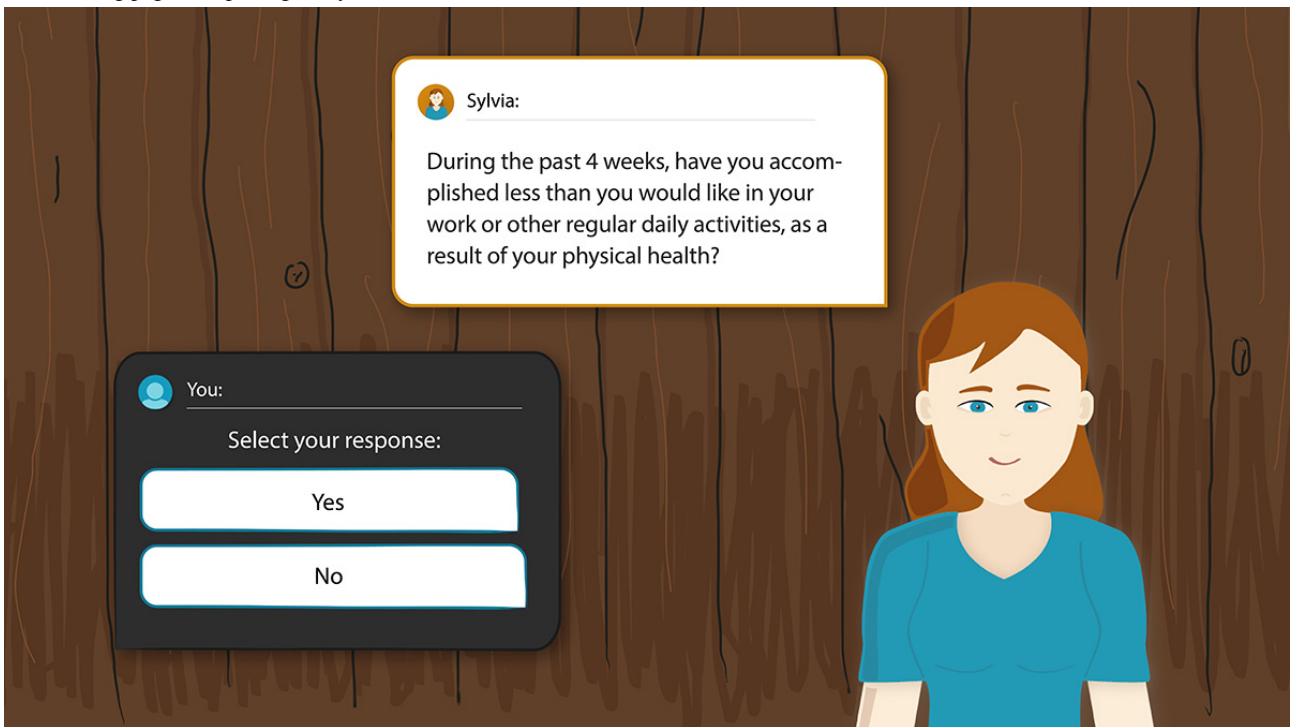 Sylvia:
During the past 4 weeks, have you accom-
plished less than you would like in your
work or other regular daily activities, as a
result of your physical health?
You:
Select your response:
Yes
No